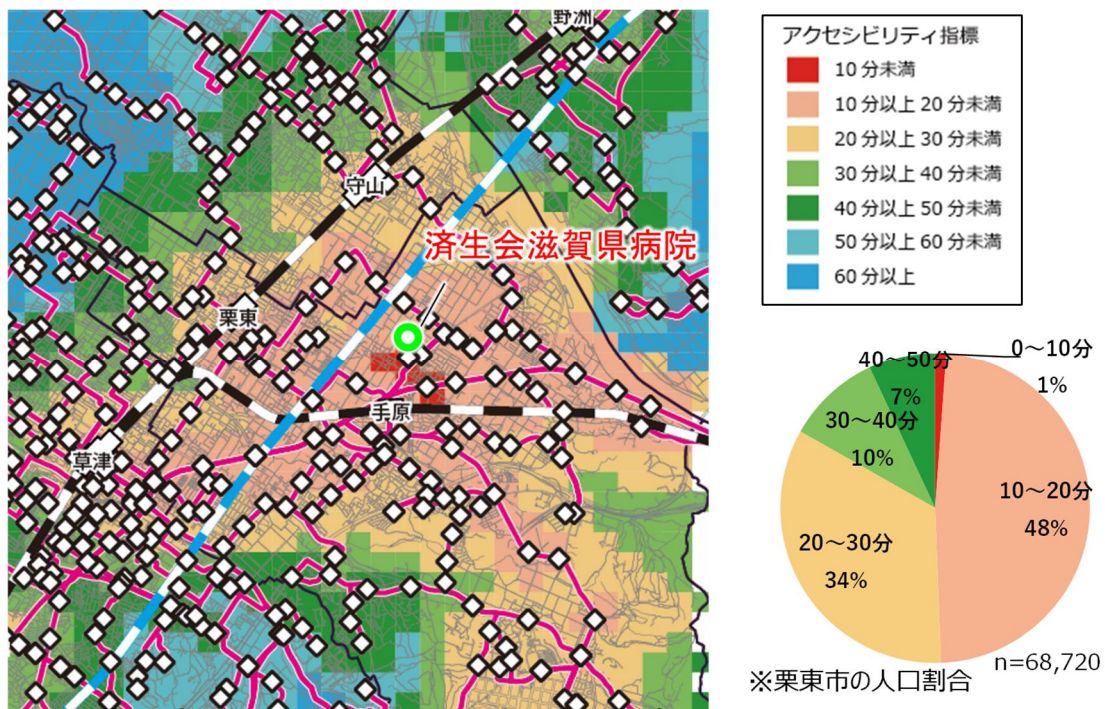 野洲
守山
済生会滋賀県病院
栗東
手原
草津
アクセシビリティ指標
10分未満
10分以上20分未満
20分以上30分未満
30分以上40分未満
40分以上50分未満
50分以上60分未満
60分以上
0～10分
1%
40～50分
7%
30～40分
10%
10～20分
48%
20～30分
34%
n=68,720
※栗東市の人口割合